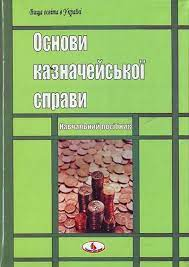 Вища освіта в Україні
Основи
казначейської
справи
Навчальний посібник